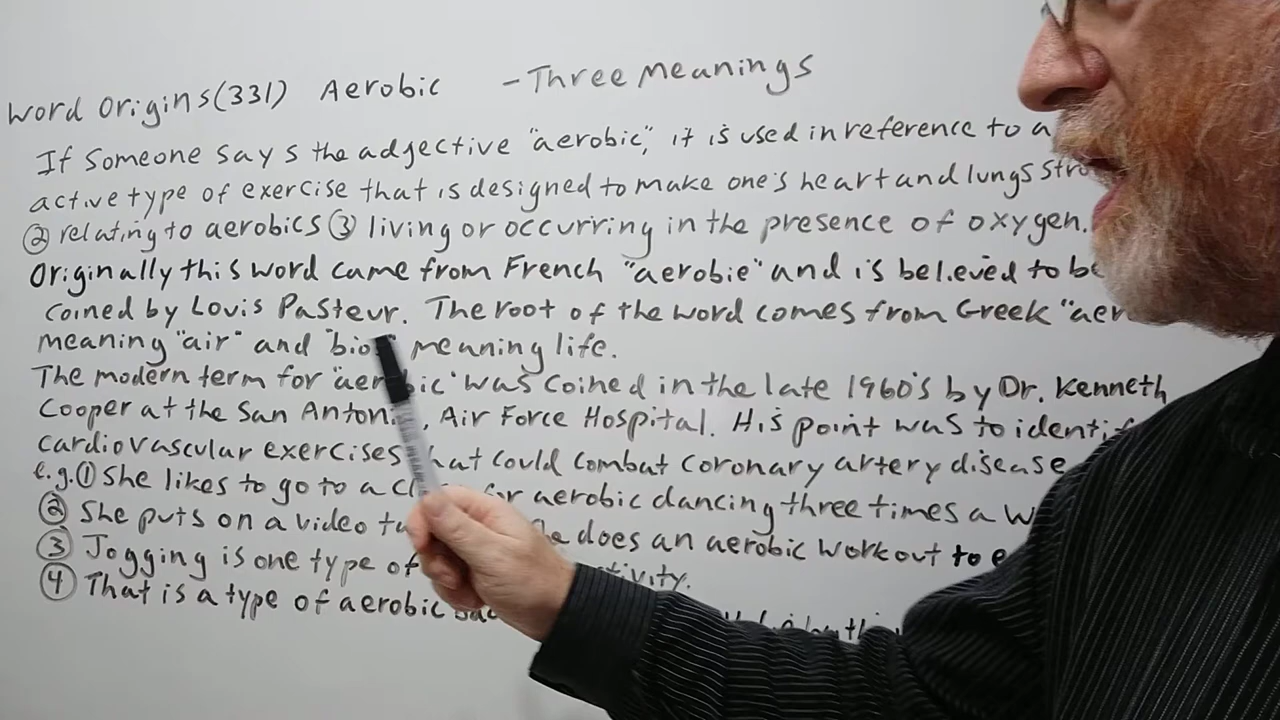 Word Origins (331) Aerobic - Three Meanings
If someone says the adjective "aerobic," it is used in reference to a
active type of exercise that is designed to make one's heart and lungs
② relating to aerobics ③ living or occurring in the presence of oxygen.
Originally this word came from French "aerobie" and is believed to be
coined by Louis Pasteur. The root of the word comes from Greek
meaning "air" and meaning life.
The modern term for was coined in the late 1960's by Dr. Kenneth
Cooper at the San Air Force Hospital. His point was to
cardiovascular exercises could combat coronary artery disease
e.g. ① She likes to go to a for aerobic dancing three times a
② She puts on a video does an aerobic workout to
③ Jogging is one type of
④ That is a type of aerobic